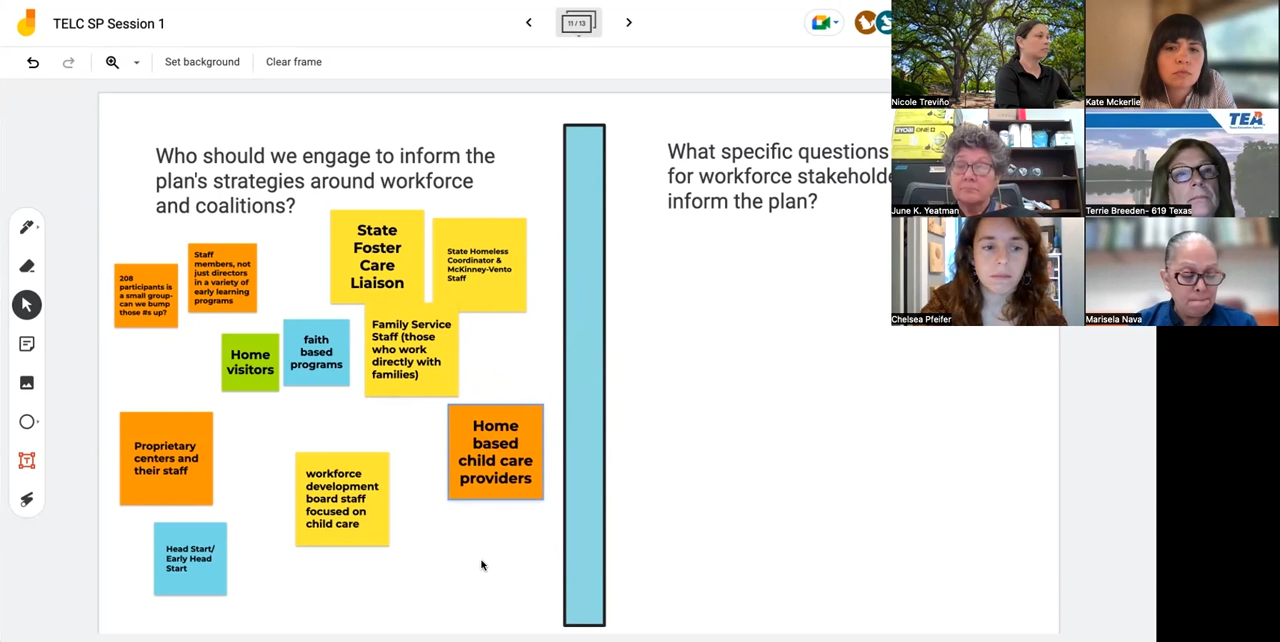 TELC SP Session 1
11 / 13
Set background
Clear frame
Who should we engage to inform the
plan's strategies around workforce
and coalitions?
What specific questions
for workforce stakeholde
inform the plan?
208
participants is
a small group-
can we bump
those #s up?
Staff
members, not
just directors
in a variety of
early learning
programs
State
Foster
Care
Liaison
State Homeless
Coordinator &
McKinney-Vento
Staff
Home
visitors
faith
based
programs
Family Service
Staff (those
who work
directly with
families)
Proprietary
centers and
their staff
workforce
development
board staff
focused on
child care
Home
based
child care
providers
Head Start/
Early Head
Start
Nicole Treviño
Kate Mckerlie
RYOBI ONE+
TEA
Texas Education Agency
June K. Yeatman
Terrie Breeden- 619 Texas
Chelsea Pfeifer
Marisela Nava